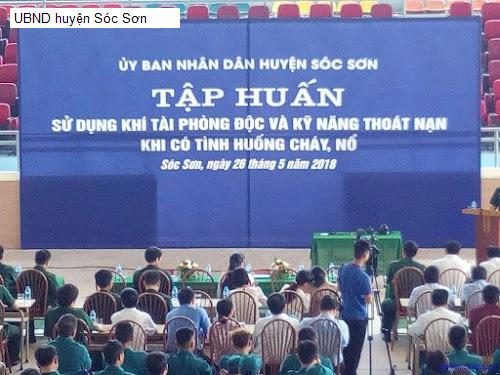 UBND huyện Sóc Sơn
ỦY BAN NHÂN DÂN HUYỆN SÓC SƠN
TẬP HUẤN
SỬ DỤNG KHÍ TÀI PHÒNG ĐỘC VÀ KỸ NĂNG THOÁT NẠN
KHI CÓ TÌNH HUỐNG CHÁY, NỔ
Sóc Sơn, ngày 26 tháng 5 năm 2018